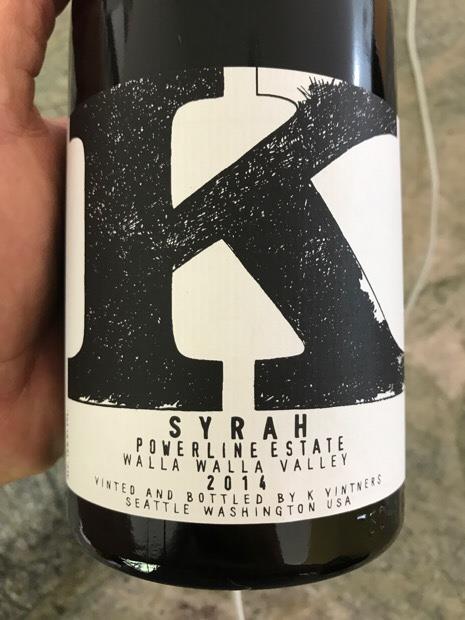 K
SYRAH
POWERLINE ESTATE
WALLA WALLA VALLEY
2014
VINTED AND BOTTLED BY K VINTNERS
SEATTLE WASHINGTON USA